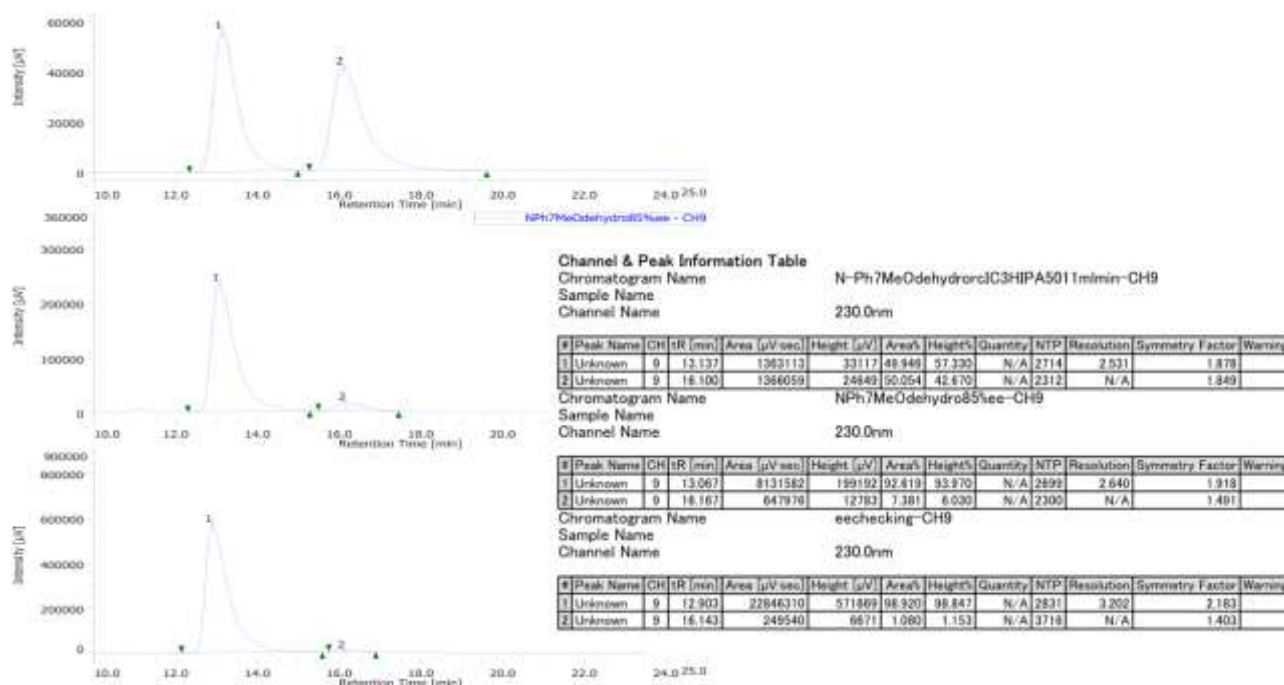 60000
40000
20000
0
Intensity [µV]
1
2
10.0 12.0 14.0 16.0 18.0 20.0 22.0 24.0 25.0
Retention Time [min]
NPh7MeOdehydro85%ee - CH9
360000
300000
200000
100000
0
Intensity [µV]
1
2
10.0 12.0 14.0 16.0 18.0 20.0
Retention Time [min]
900000
800000
600000
400000
200000
0
Intensity [µV]
1
2
10.0 12.0 14.0 16.0 18.0 20.0 22.0 24.0 25.0
Retention Time [min]
Channel & Peak Information Table
Chromatogram Name N-Ph7MeOdehydrorcIC3HIPA5011mlmin-CH9
Sample Name
Channel Name 230.0nm
# Peak Name CH tR [min] Area [µV·sec] Height [µV] Area% Height% Quantity NTP Resolution Symmetry Factor Warning
1 Unknown 9 13.137 1363113 33117 49.946 57.330 N/A 2714 2.531 1.878
2 Unknown 9 16.100 1366059 24649 50.054 42.670 N/A 2312 N/A 1.849
Chromatogram Name NPh7MeOdehydro85%ee-CH9
Sample Name
Channel Name 230.0nm
# Peak Name CH tR [min] Area [µV·sec] Height [µV] Area% Height% Quantity NTP Resolution Symmetry Factor Warning
1 Unknown 9 13.067 8131582 199192 92.619 93.970 N/A 2699 2.640 1.918
2 Unknown 9 16.167 647976 12783 7.381 6.030 N/A 2300 N/A 1.491
Chromatogram Name eechecking-CH9
Sample Name
Channel Name 230.0nm
# Peak Name CH tR [min] Area [µV·sec] Height [µV] Area% Height% Quantity NTP Resolution Symmetry Factor Warning
1 Unknown 9 12.903 22846310 571669 98.920 98.847 N/A 2831 3.202 2.183
2 Unknown 9 16.143 249540 6671 1.080 1.153 N/A 3716 N/A 1.403